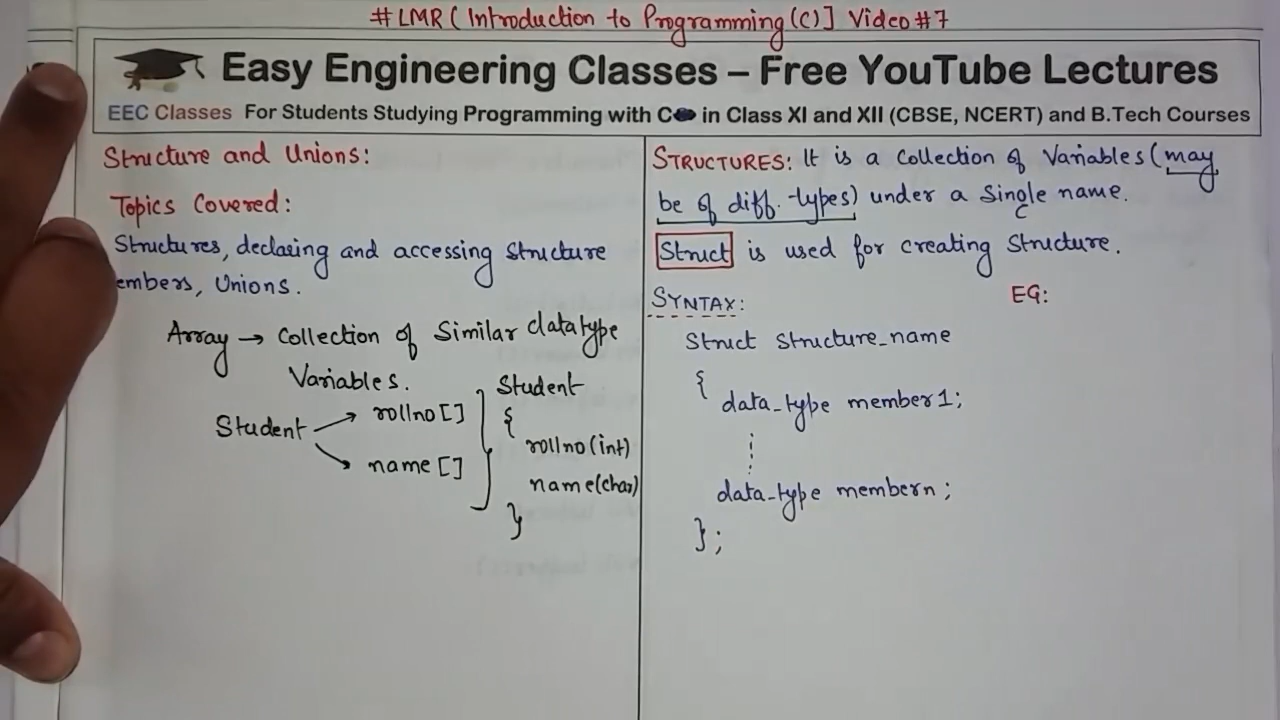 #LMR (Introduction to Programming (C)] Video #7
Easy Engineering Classes – Free YouTube Lectures
EEC Classes For Students Studying Programming with C in Class XI and XII (CBSE, NCERT) and B.Tech Courses
Structure and Unions:
Topics Covered:
Structures, declaring and accessing structure
embers, Unions.
Array → Collection of Similar datatype
Variables.
Student
rollno[]
name[]
Student
{
rollno(int)
name(char)
}
STRUCTURES: It is a Collection of Variables (may
be of diff. types) under a Single name.
C
Struct is used for creating Structure.
SYNTAX:
EG:
Struct Structure_name
{
data_type member1;
data_type membern;
};